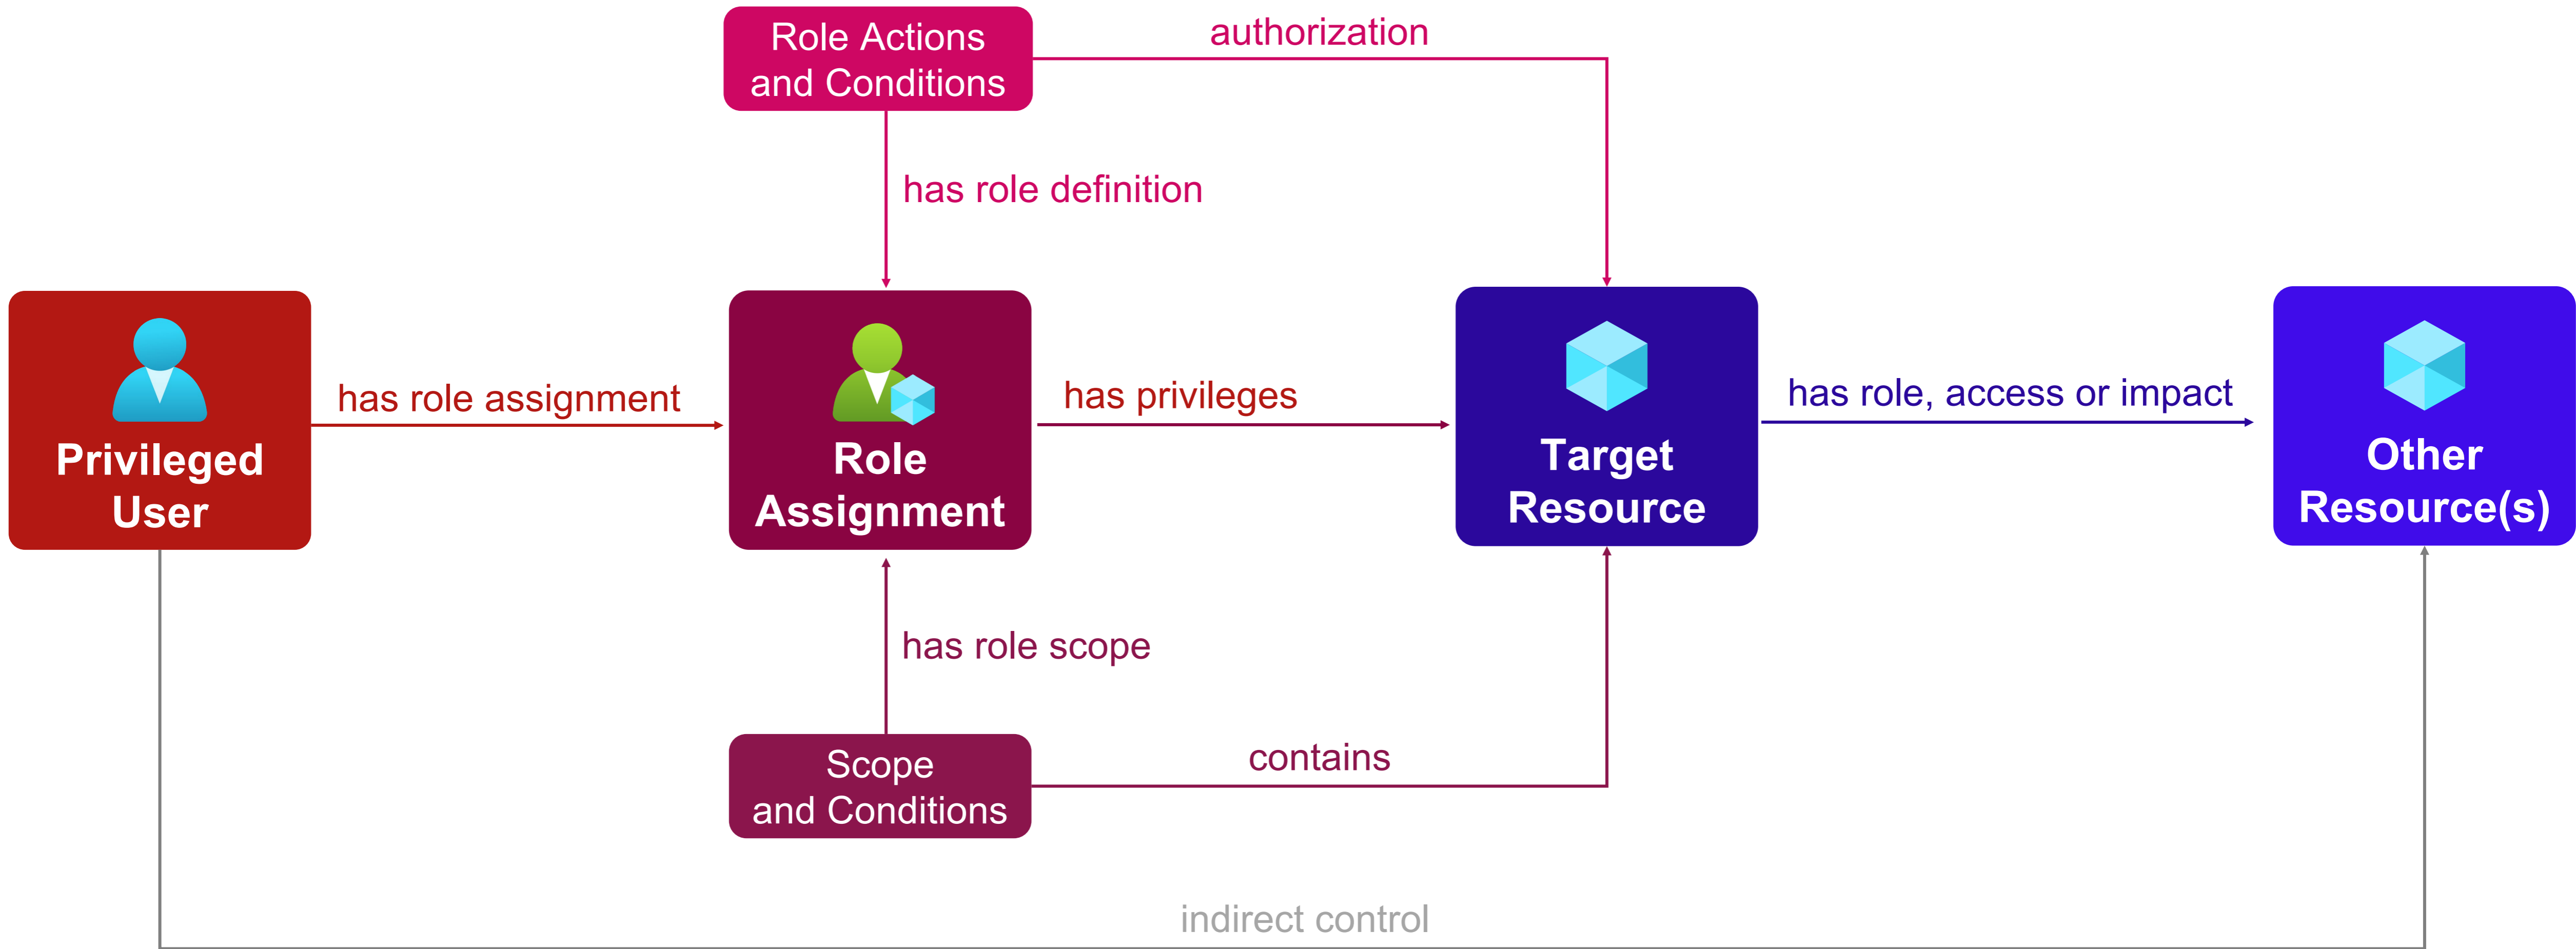 Role Actions
and Conditions
authorization
has role definition
Privileged
User
has role assignment
Role
Assignment
has privileges
Target
Resource
has role, access or impact
Other
Resource(s)
has role scope
Scope
and Conditions
contains
indirect control